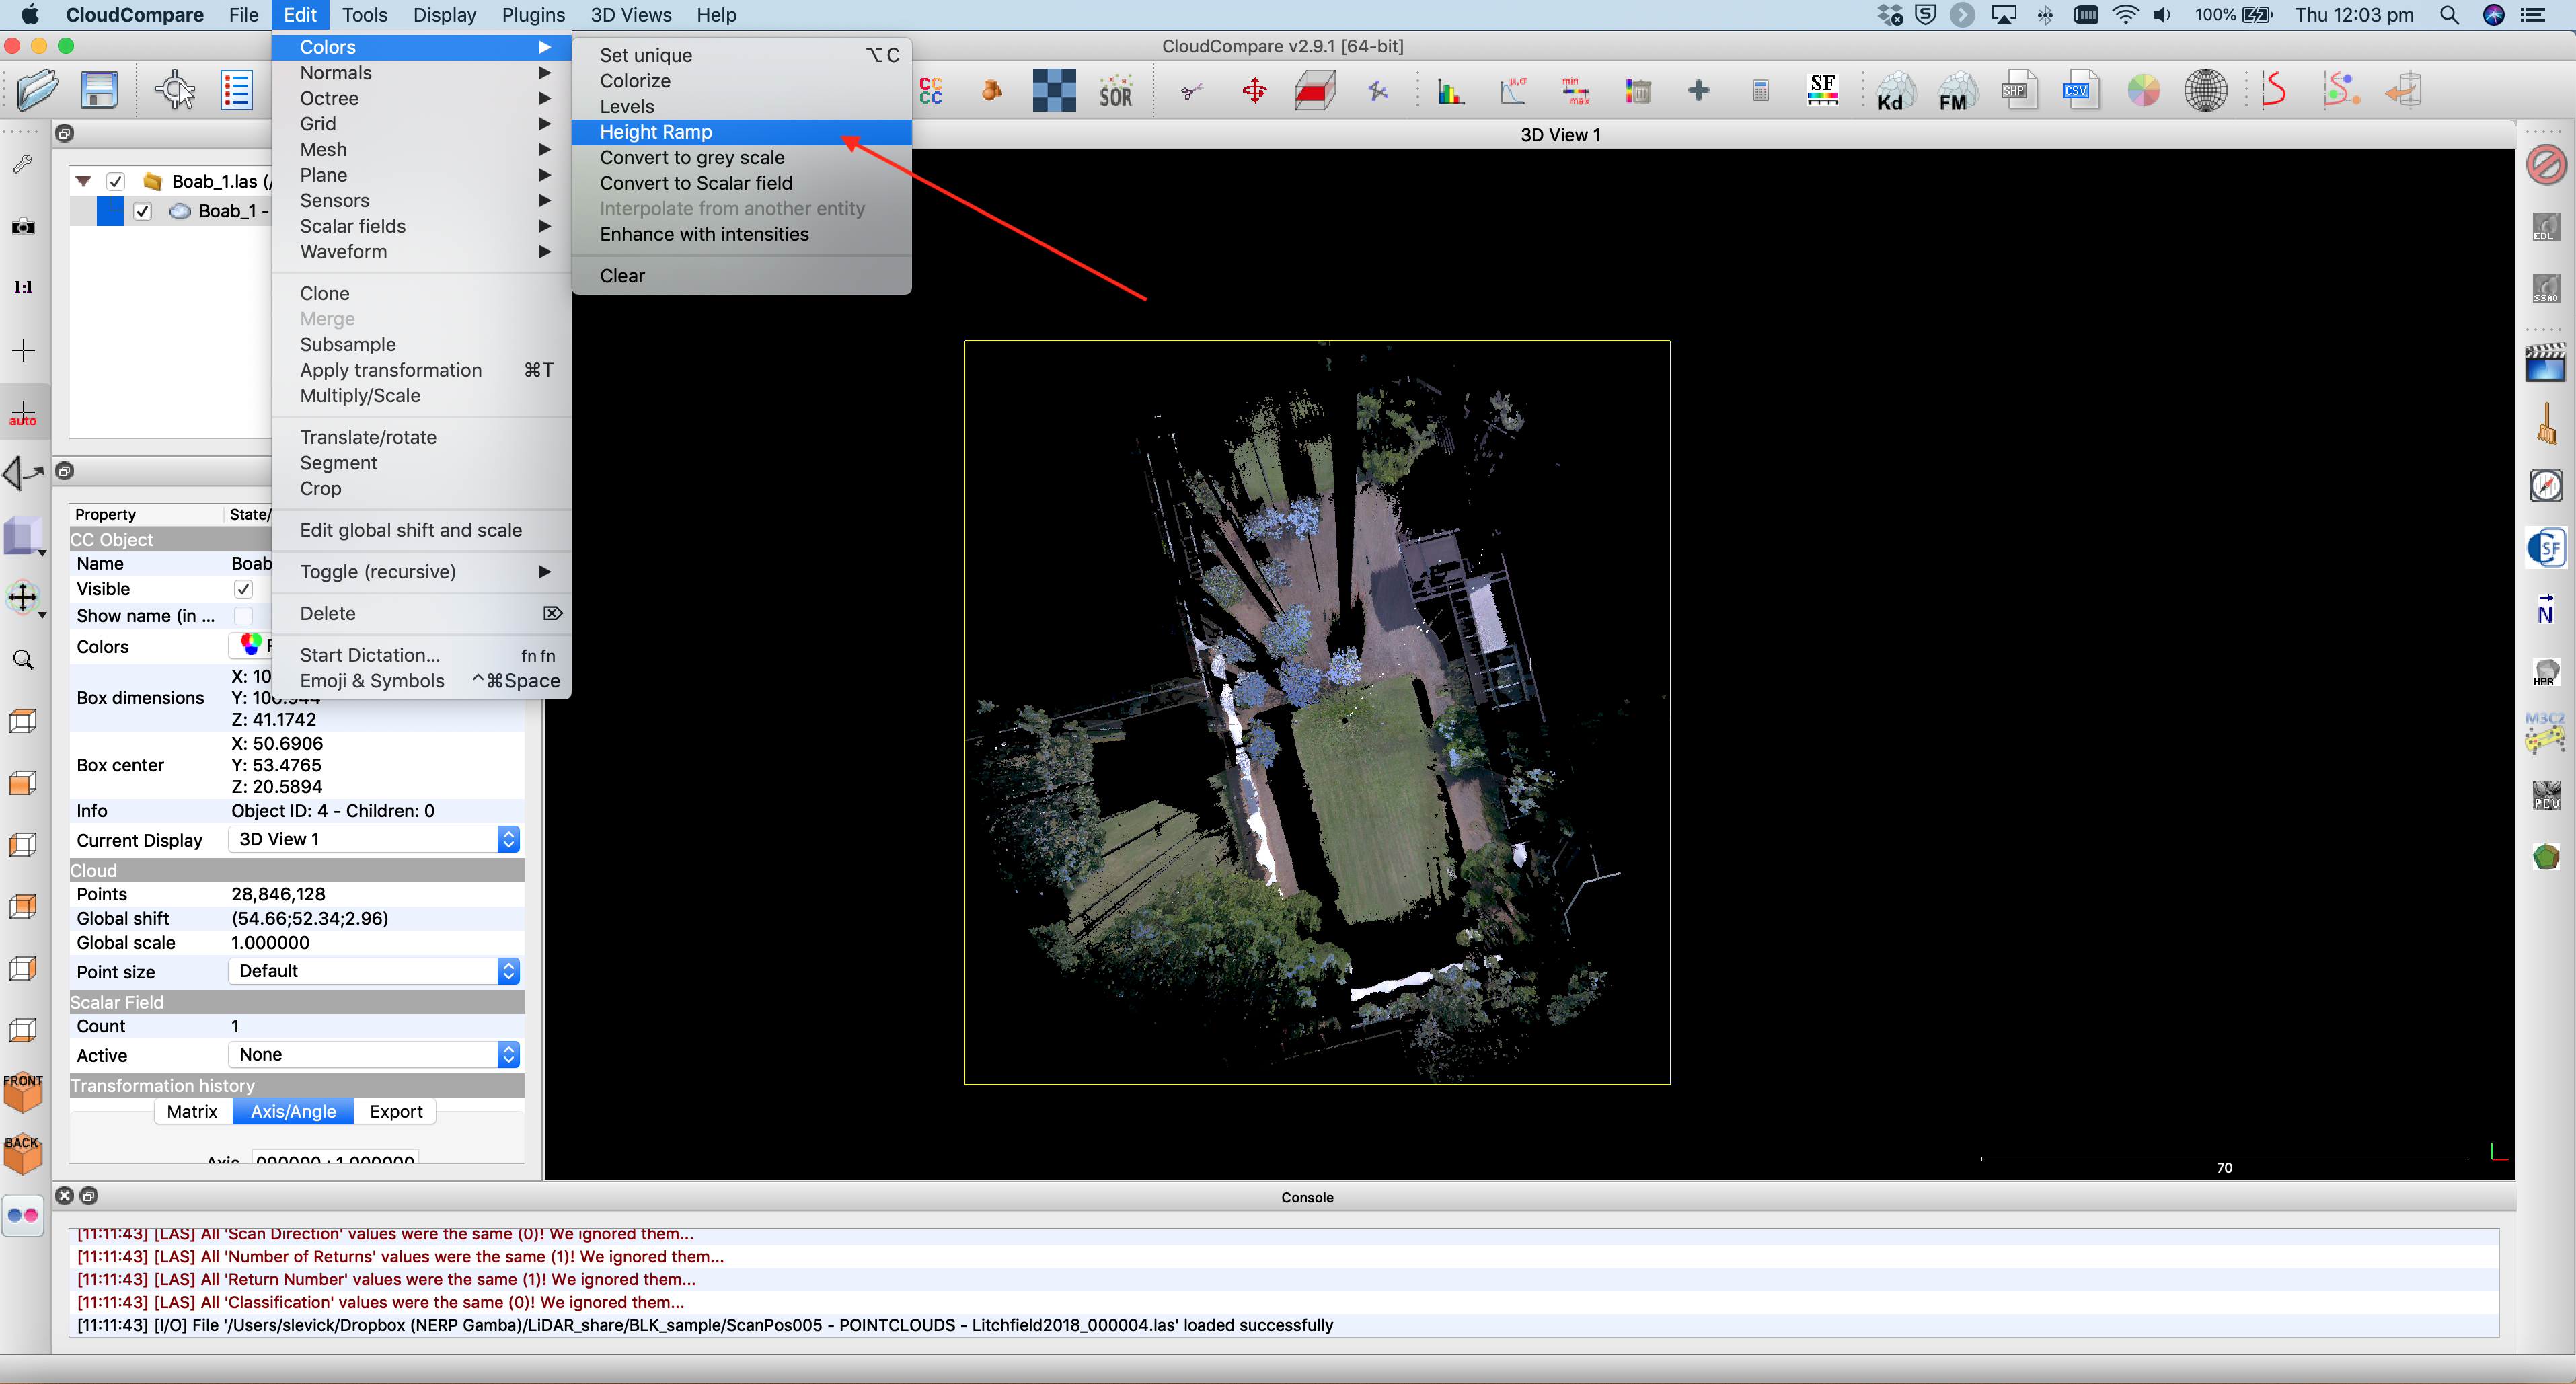 CloudCompare File Edit Tools Display Plugins 3D Views Help 100% Thu 12:03 pm
CloudCompare v2.9.1 [64-bit]
CC
CC
SOR
μ,σ
min
max
SF
Kd
FM
SHP
CSV
3D View 1
Boab_1.las (
Boab_1 -
Colors
Normals
Octree
Grid
Mesh
Plane
Sensors
Scalar fields
Waveform
Clone
Merge
Subsample
Apply transformation ⌘T
Multiply/Scale
Translate/rotate
Segment
Crop
Edit global shift and scale
Toggle (recursive)
Delete
Start Dictation... fn fn
Emoji & Symbols ^⌘Space
Set unique ⌥C
Colorize
Levels
Height Ramp
Convert to grey scale
Convert to Scalar field
Interpolate from another entity
Enhance with intensities
Clear
1:1
auto
FRONT
BACK
Property State/
CC Object
Name Boab
Visible
Show name (in ...
Colors
Box dimensions X: 10
Z: 41.1742
Box center X: 50.6906
Y: 53.4765
Z: 20.5894
Info Object ID: 4 - Children: 0
Current Display 3D View 1
Cloud
Points 28,846,128
Global shift (54.66;52.34;2.96)
Global scale 1.000000
Point size Default
Scalar Field
Count 1
Active None
Transformation history
Matrix Axis/Angle Export
Axis 000000 ; 1.000000
70
EDL
SSAO
CSF
N
HPR
M3C2
PCV
Console
[11:11:43] [LAS] All 'Scan Direction' values were the same (0)! We ignored them...
[11:11:43] [LAS] All 'Number of Returns' values were the same (1)! We ignored them...
[11:11:43] [LAS] All 'Return Number' values were the same (1)! We ignored them...
[11:11:43] [LAS] All 'Classification' values were the same (0)! We ignored them...
[11:11:43] [I/O] File '/Users/slevick/Dropbox (NERP Gamba)/LiDAR_share/BLK_sample/ScanPos005 - POINTCLOUDS - Litchfield2018_000004.las' loaded successfully